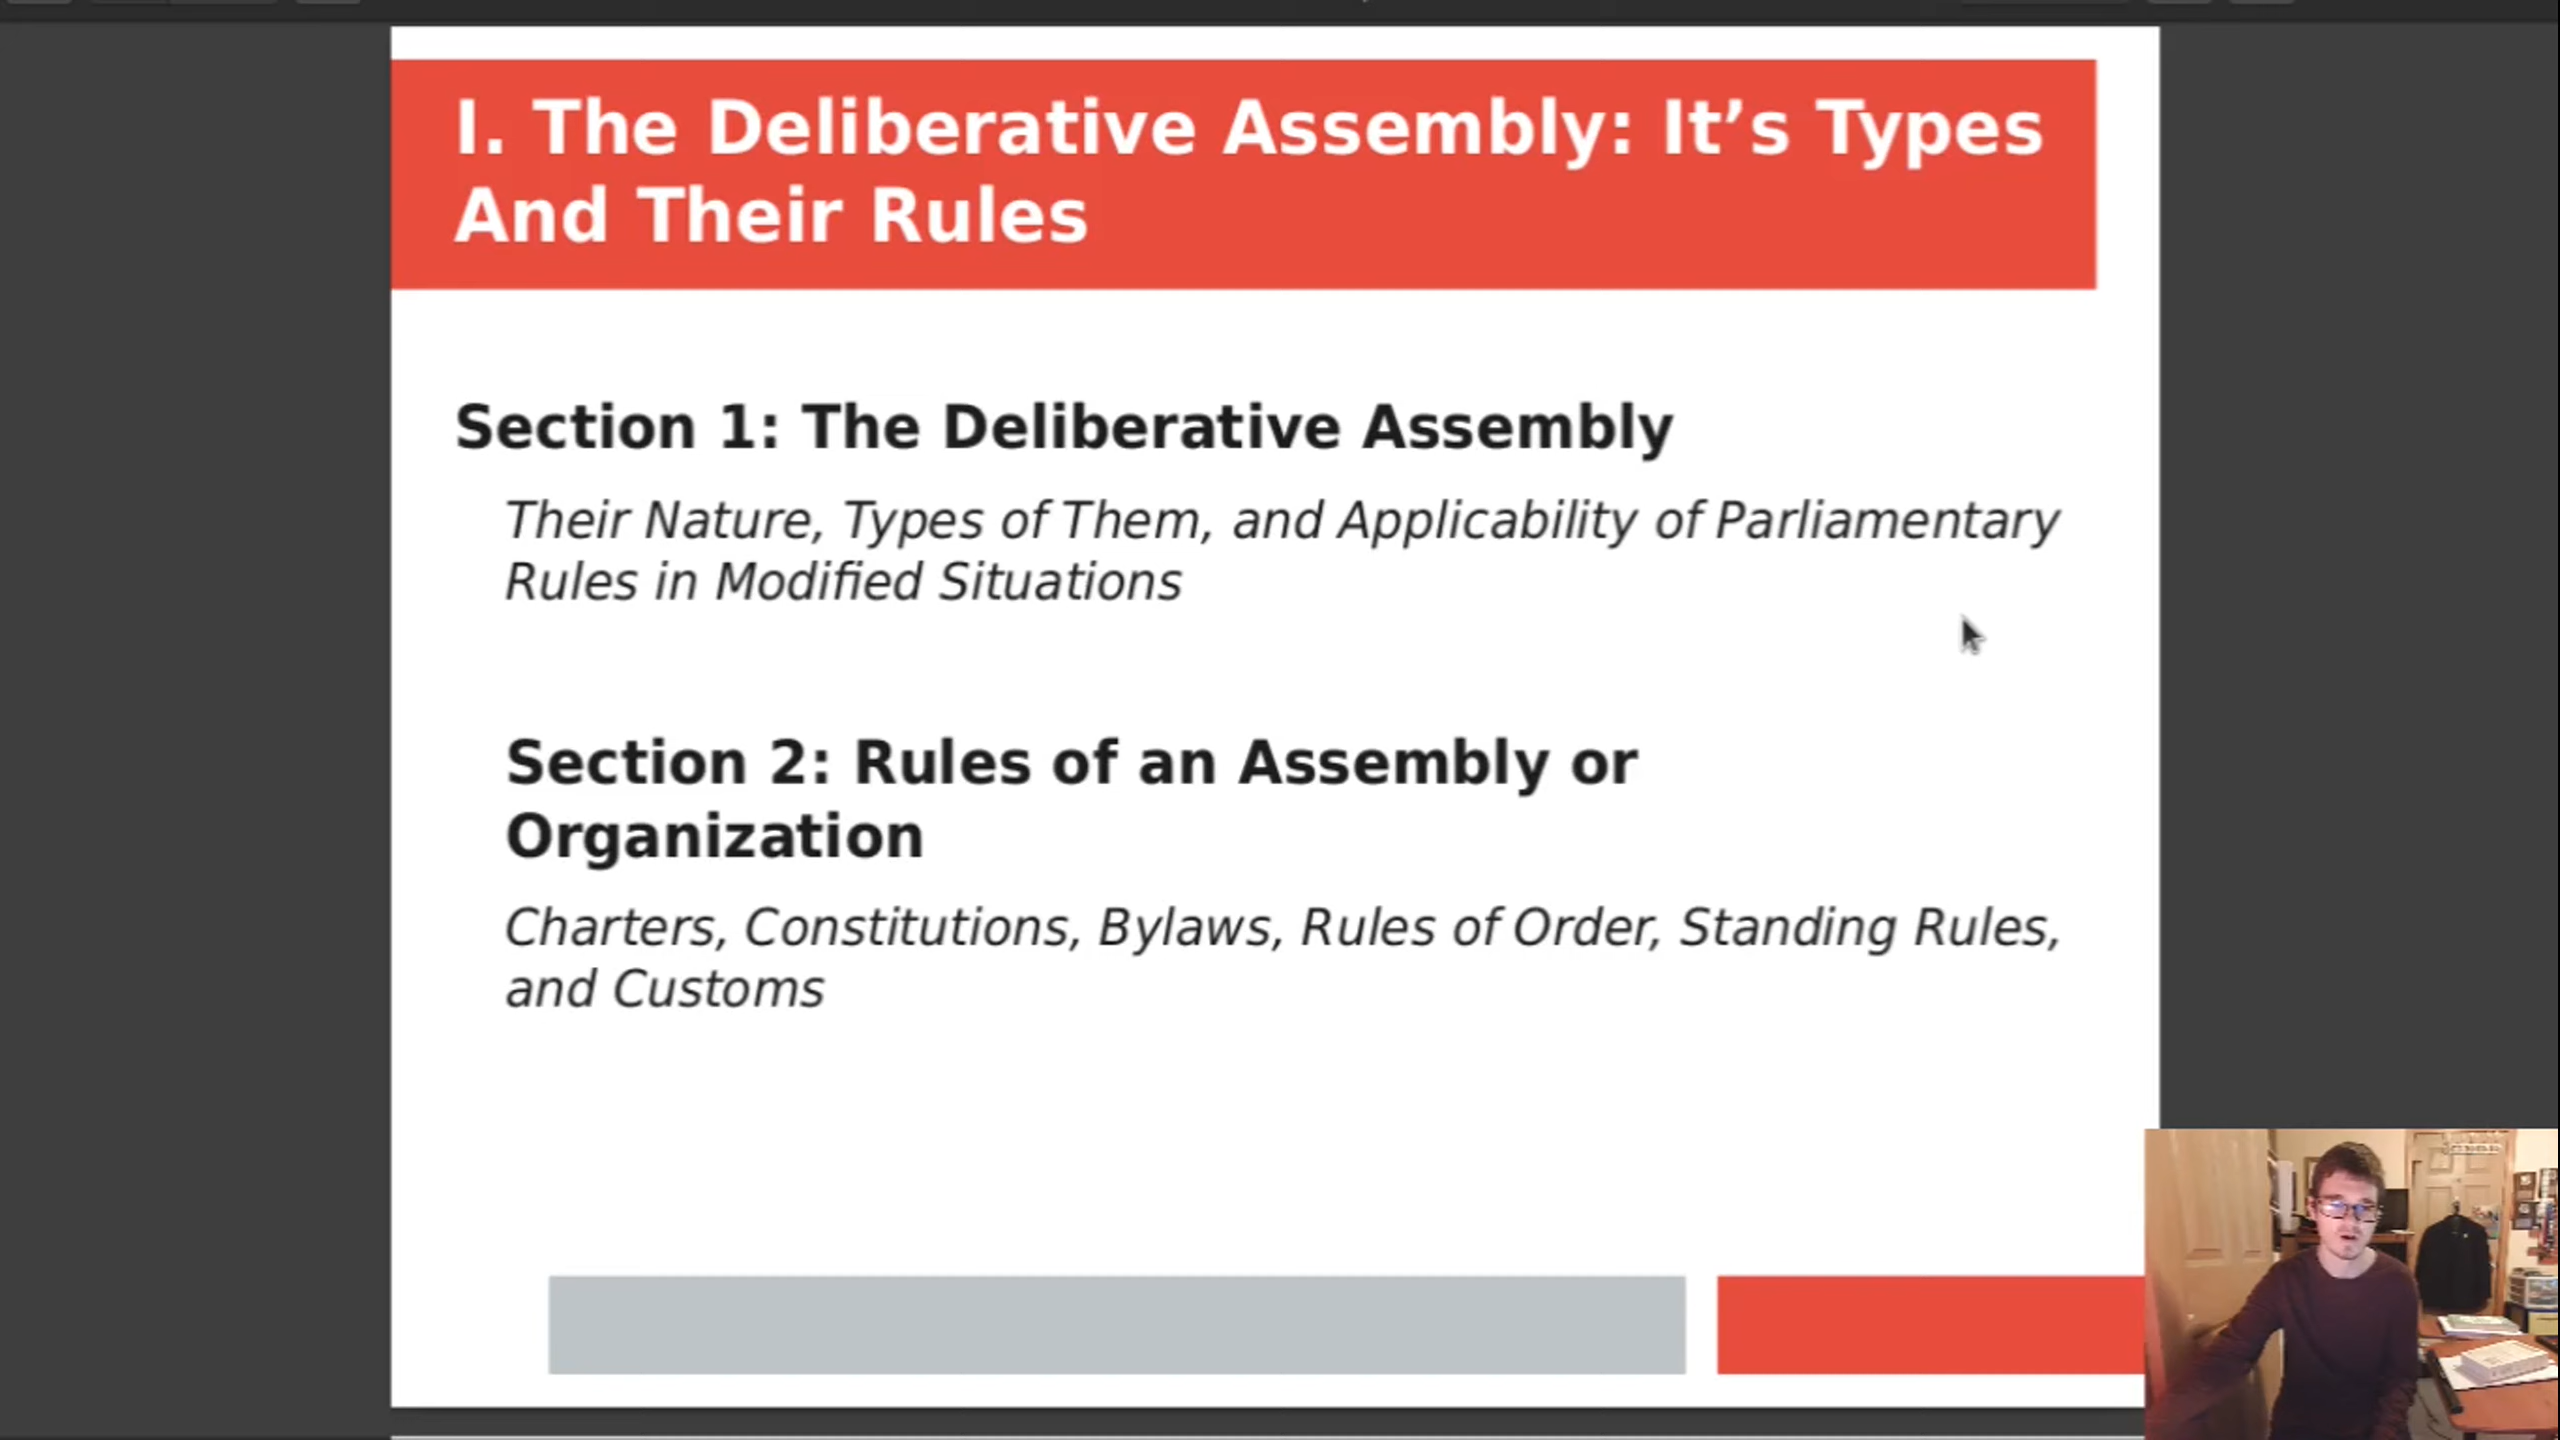 I. The Deliberative Assembly: It’s Types
And Their Rules
Section 1: The Deliberative Assembly
Their Nature, Types of Them, and Applicability of Parliamentary
Rules in Modified Situations
Section 2: Rules of an Assembly or
Organization
Charters, Constitutions, Bylaws, Rules of Order, Standing Rules,
and Customs